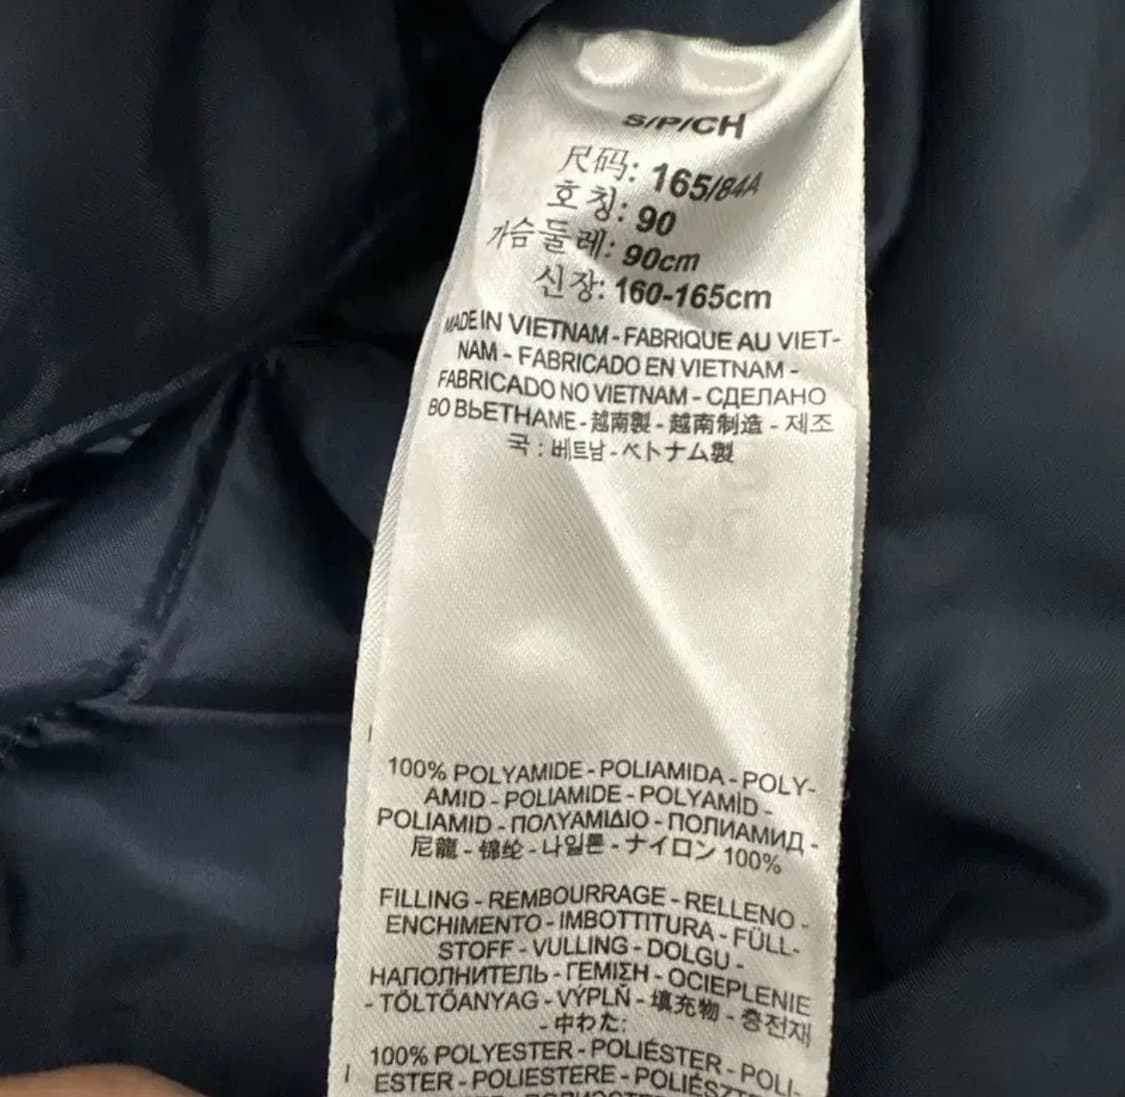 S/P/CH
尺码: 165/84A
호칭: 90
가슴둘레: 90cm
신장: 160-165cm
MADE IN VIETNAM - FABRIQUE AU VIET-
NAM - FABRICADO EN VIETNAM -
FABRICADO NO VIETNAM - СДЕЛАНО
ВО ВЬЕТНАМЕ - 越南製 - 越南制造 - 제조
국 : 베트남 - ベトナム製
100% POLYAMIDE - POLIAMIDA - POLY-
AMID - POLIAMIDE - POLYAMİD -
POLIAMID - ΠΟΛΥΑΜΙΔΙΟ - ПОЛИАМИД -
尼龍 - 锦纶 - 나일론 - ナイロン 100%
FILLING - REMBOURRAGE - RELLENO -
ENCHIMENTO - IMBOTTITURA - FÜLL-
STOFF - VULLING - DOLGU -
НАПОЛНИТЕЛЬ - ΓΕΜΙΣΗ - OCIEPLENIE
- TÖLTŐANYAG - VÝPLŇ - 填充物 - 충전재
- 中わた:
100% POLYESTER - POLIÉSTER - POLI-
ESTER - POLIESTERE - POLIÉSZTE